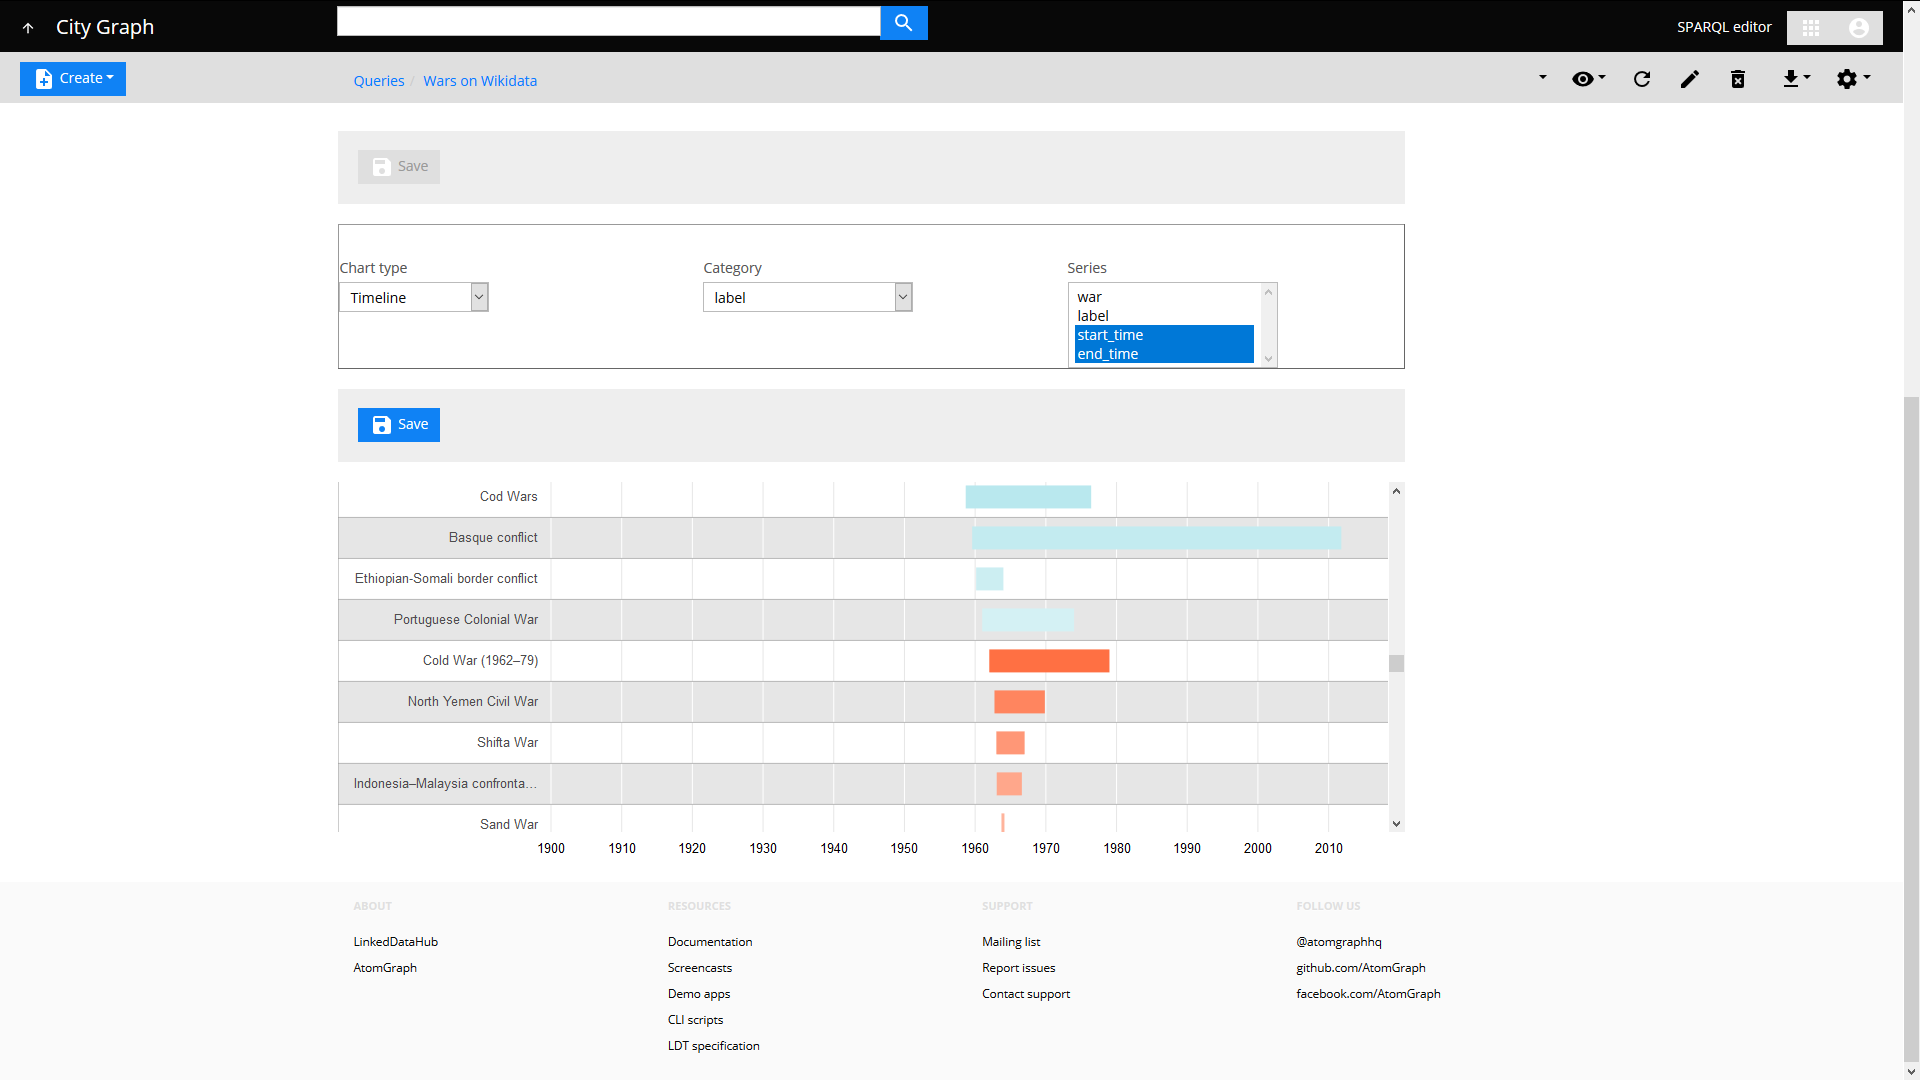 City Graph
SPARQL editor
Create
Queries / Wars on Wikidata
Save
Chart type
Category
Series
Timeline
label
war
label
start_time
end_time
Save
Cod Wars
Basque conflict
Ethiopian-Somali border conflict
Portuguese Colonial War
Cold War (1962–79)
North Yemen Civil War
Shifta War
Indonesia–Malaysia confronta…
Sand War
1900 1910 1920 1930 1940 1950 1960 1970 1980 1990 2000 2010
ABOUT
LinkedDataHub
AtomGraph
RESOURCES
Documentation
Screencasts
Demo apps
CLI scripts
LDT specification
SUPPORT
Mailing list
Report issues
Contact support
FOLLOW US
@atomgraphhq
github.com/AtomGraph
facebook.com/AtomGraph